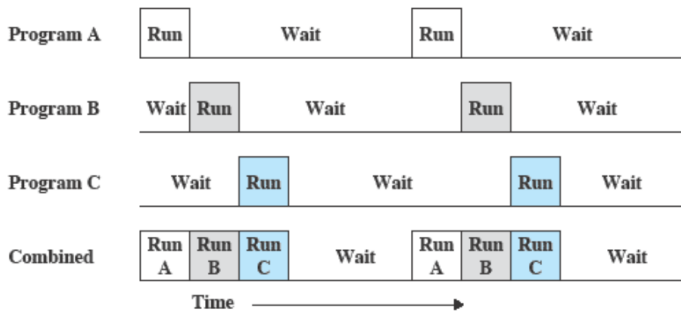 Program A Run Wait Run Wait
Program B Wait Run Wait Run Wait
Program C Wait Run Wait Run Wait
Combined Run A Run B Run C Wait Run A Run B Run C Wait
Time